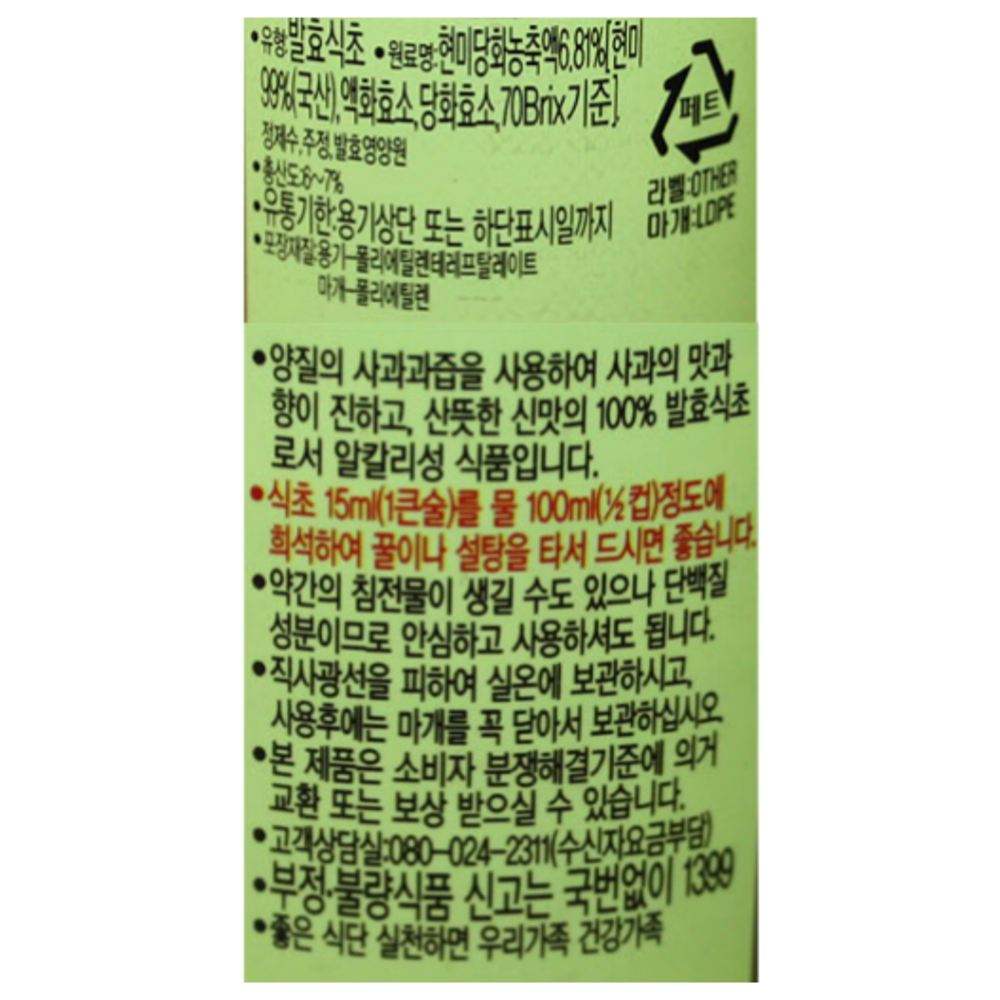 •유형:발효식초 •원료명:현미당화농축액6.81%[현미
99%(국산),액화효소,당화효소,70Brix기준].
정제수,주정,발효영양원
•총산도:6~7%
•유통기한:용기상단 또는 하단표시일까지
•포장재질:용기-폴리에틸렌테레프탈레이트
마개-폴리에틸렌
페트
라벨:OTHER
마개:LDPE
•양질의 사과과즙을 사용하여 사과의 맛과
향이 진하고, 산뜻한 신맛의 100% 발효식초
로서 알칼리성 식품입니다.
•식초 15ml(1큰술)를 물 100ml(½컵)정도에
희석하여 꿀이나 설탕을 타서 드시면 좋습니다.
•약간의 침전물이 생길 수도 있으나 단백질
성분이므로 안심하고 사용하셔도 됩니다.
•직사광선을 피하여 실온에 보관하시고,
사용후에는 마개를 꼭 닫아서 보관하십시오.
•본 제품은 소비자 분쟁해결기준에 의거
교환 또는 보상 받으실 수 있습니다.
•고객상담실:080-024-2311(수신자요금부담)
•부정·불량식품 신고는 국번없이 1399
•좋은 식단 실천하면 우리가족 건강가족